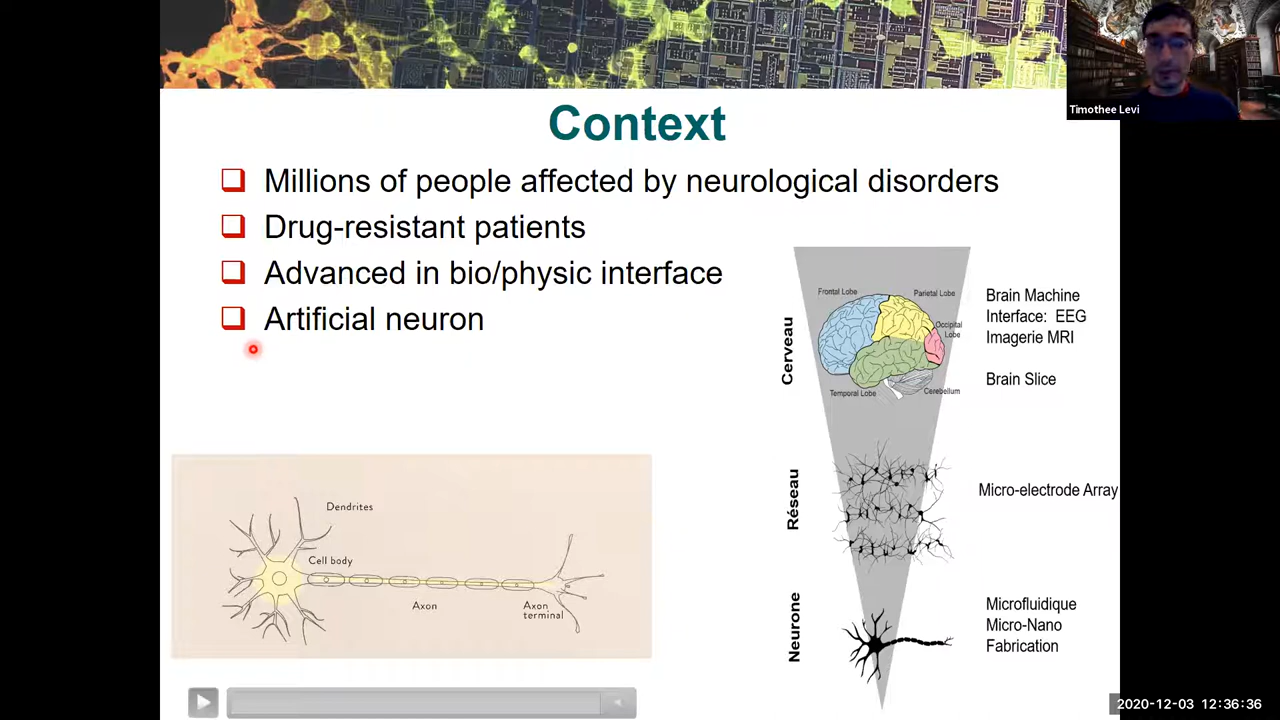 Timothee Levi
Context
Millions of people affected by neurological disorders
Drug-resistant patients
Advanced in bio/physic interface
Artificial neuron
Cerveau
Frontal Lobe
Parietal Lobe
Occipital
Lobe
Temporal Lobe
Cerebellum
Brain Machine
Interface: EEG
Imagerie MRI
Brain Slice
Réseau
Micro-electrode Array
Neurone
Microfluidique
Micro-Nano
Fabrication
Dendrites
Cell body
Axon
Axon
terminal
2020-12-03 12:36:36